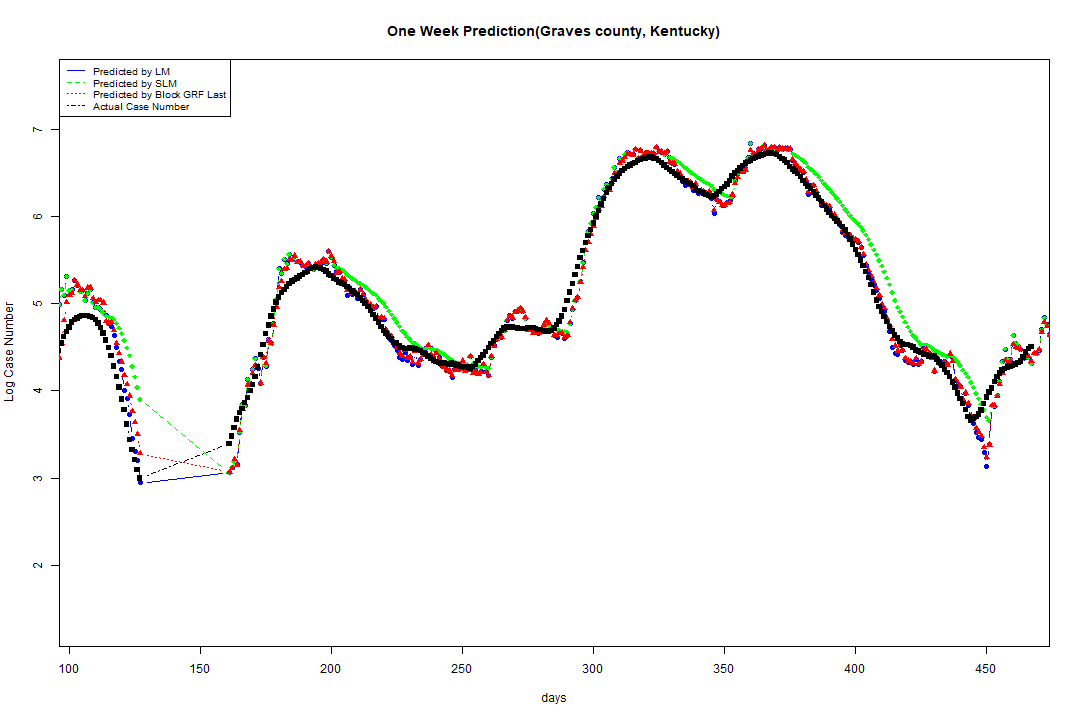 One Week Prediction(Graves county, Kentucky)
Predicted by LM
Predicted by SLM
Predicted by Block GRF Last
Actual Case Number
7
6
5
4
3
2
Log Case Number
100 150 200 250 300 350 400 450
days